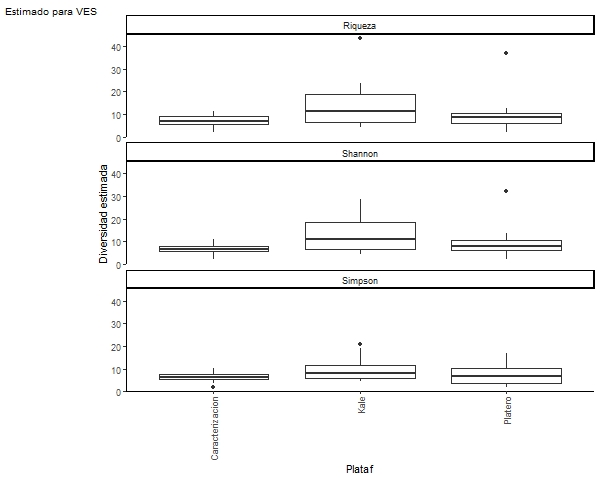 Estimado para VES
Riqueza
40
30
20
10
0
Shannon
40
30
20
10
0
Diversidad estimada
Simpson
40
30
20
10
0
Caracterizacion
Kale
Platero
Plataf